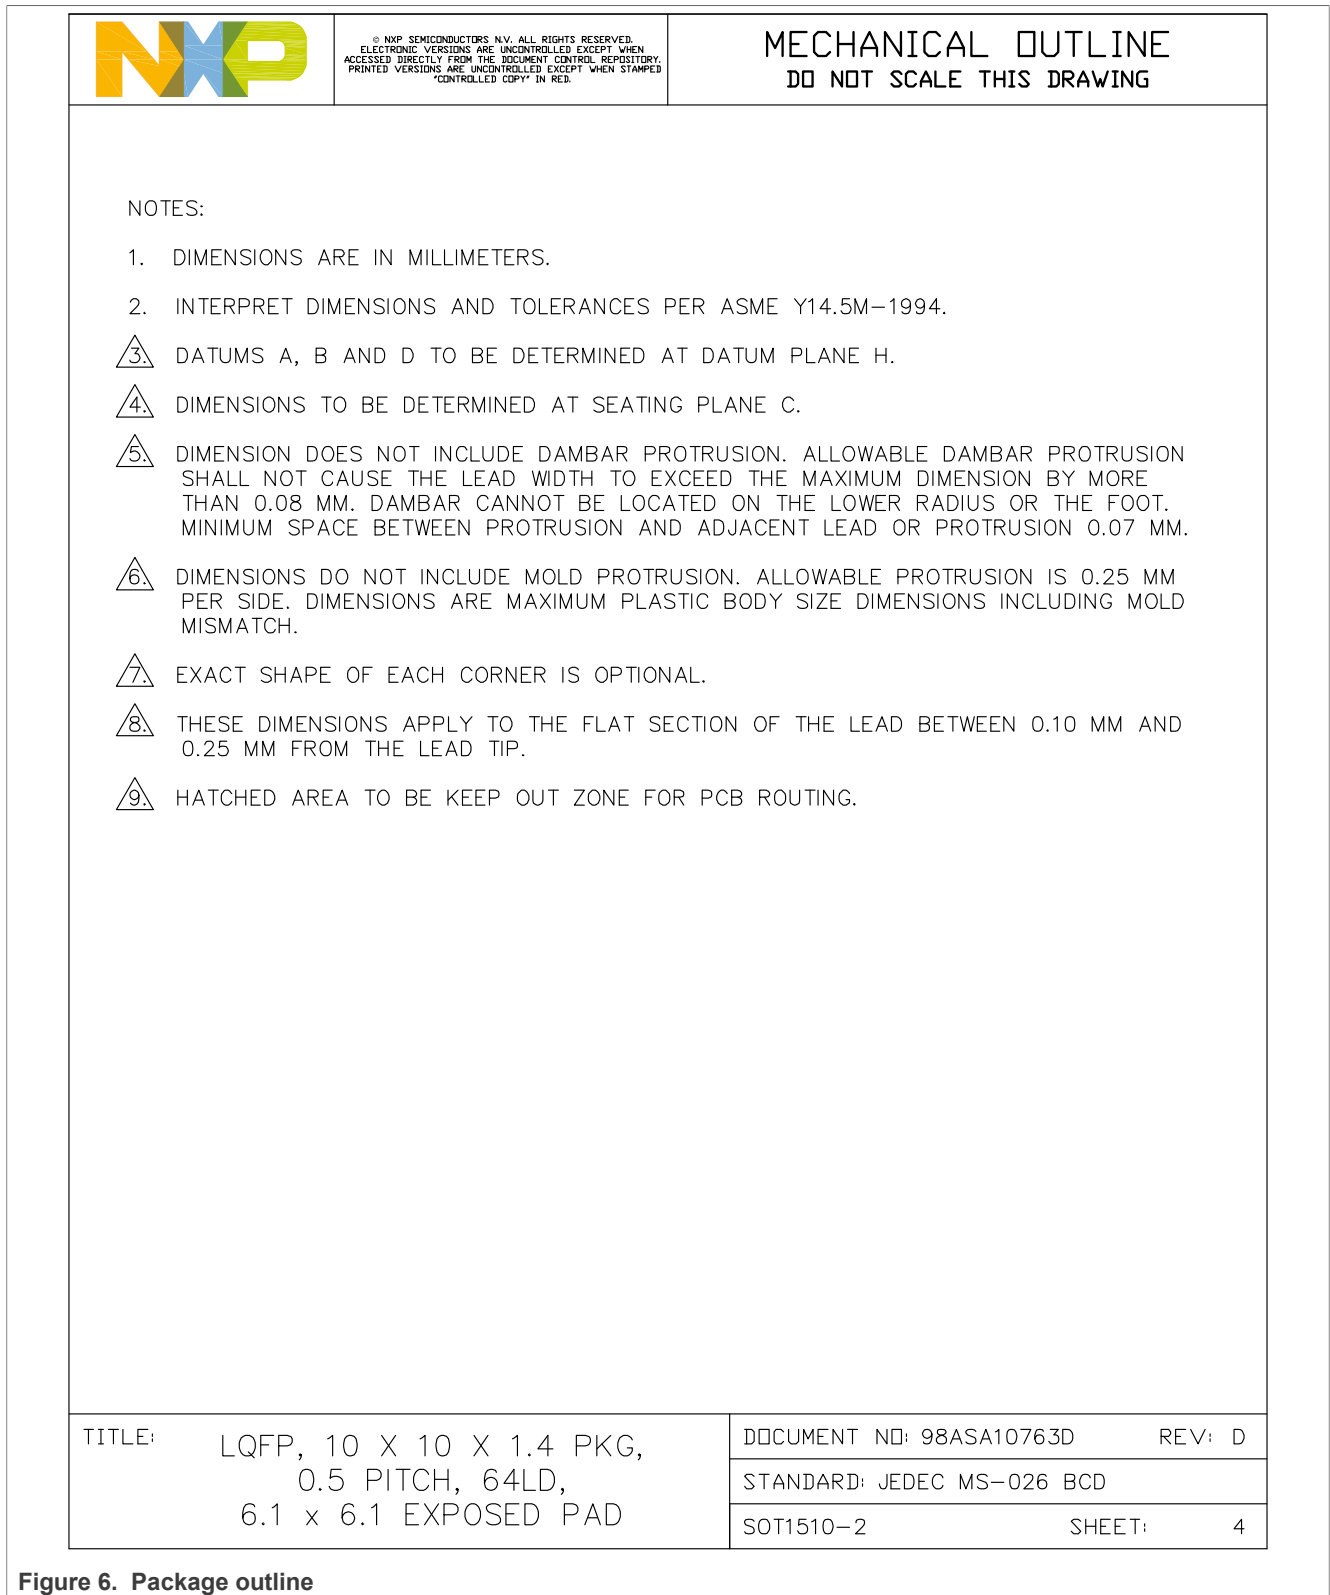 NXP
© NXP SEMICONDUCTORS N.V. ALL RIGHTS RESERVED.
ELECTRONIC VERSIONS ARE UNCONTROLLED EXCEPT WHEN
ACCESSED DIRECTLY FROM THE DOCUMENT CONTROL REPOSITORY.
PRINTED VERSIONS ARE UNCONTROLLED EXCEPT WHEN STAMPED
"CONTROLLED COPY" IN RED.
MECHANICAL OUTLINE
DO NOT SCALE THIS DRAWING
NOTES:
1. DIMENSIONS ARE IN MILLIMETERS.
2. INTERPRET DIMENSIONS AND TOLERANCES PER ASME Y14.5M-1994.
3. DATUMS A, B AND D TO BE DETERMINED AT DATUM PLANE H.
4. DIMENSIONS TO BE DETERMINED AT SEATING PLANE C.
5. DIMENSION DOES NOT INCLUDE DAMBAR PROTRUSION. ALLOWABLE DAMBAR PROTRUSION
SHALL NOT CAUSE THE LEAD WIDTH TO EXCEED THE MAXIMUM DIMENSION BY MORE
THAN 0.08 MM. DAMBAR CANNOT BE LOCATED ON THE LOWER RADIUS OR THE FOOT.
MINIMUM SPACE BETWEEN PROTRUSION AND ADJACENT LEAD OR PROTRUSION 0.07 MM.
6. DIMENSIONS DO NOT INCLUDE MOLD PROTRUSION. ALLOWABLE PROTRUSION IS 0.25 MM
PER SIDE. DIMENSIONS ARE MAXIMUM PLASTIC BODY SIZE DIMENSIONS INCLUDING MOLD
MISMATCH.
7. EXACT SHAPE OF EACH CORNER IS OPTIONAL.
8. THESE DIMENSIONS APPLY TO THE FLAT SECTION OF THE LEAD BETWEEN 0.10 MM AND
0.25 MM FROM THE LEAD TIP.
9. HATCHED AREA TO BE KEEP OUT ZONE FOR PCB ROUTING.
TITLE:
LQFP, 10 X 10 X 1.4 PKG,
0.5 PITCH, 64LD,
6.1 x 6.1 EXPOSED PAD
DOCUMENT NO: 98ASA10763D REV: D
STANDARD: JEDEC MS-026 BCD
SOT1510-2 SHEET: 4
Figure 6. Package outline